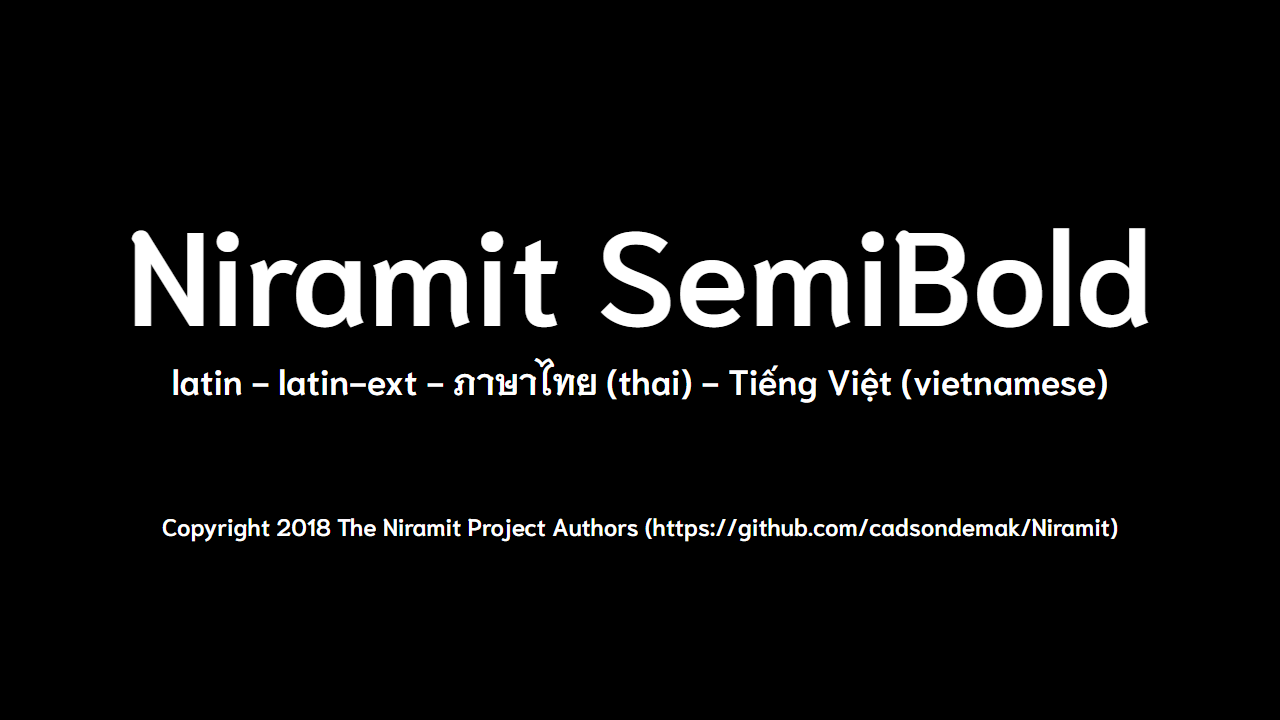 Niramit SemiBold
latin - latin-ext - ภาษาไทย (thai) - Tiếng Việt (vietnamese)
Copyright 2018 The Niramit Project Authors (https://github.com/cadsondemak/Niramit)